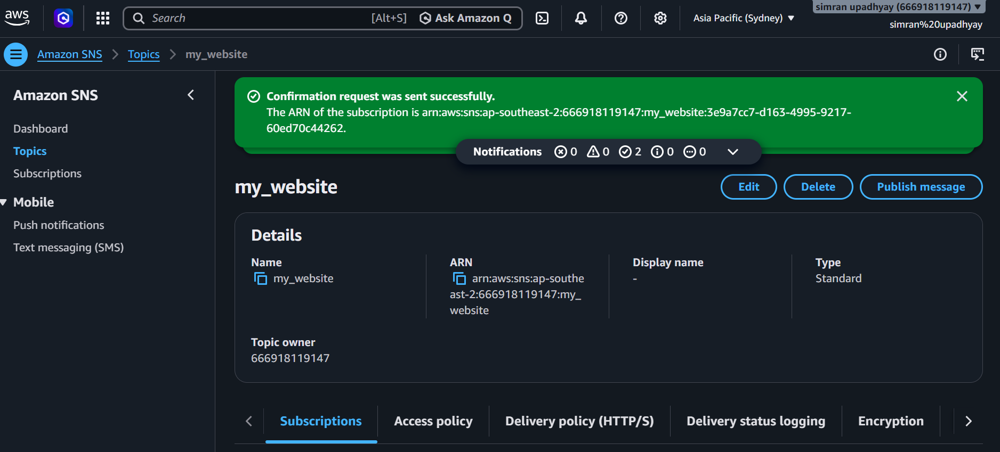 aws
Search [Alt+S] Ask Amazon Q
Asia Pacific (Sydney)
simran upadhyay (666918119147)
simran%20upadhyay
Amazon SNS Topics my_website
Amazon SNS
Dashboard
Topics
Subscriptions
Mobile
Push notifications
Text messaging (SMS)
Confirmation request was sent successfully.
The ARN of the subscription is arn:aws:sns:ap-southeast-2:666918119147:my_website:3e9a7cc7-d163-4995-9217-
60ed70c44262.
Notifications 0 0 2 0 0
my_website
Edit Delete Publish message
Details
Name
my_website
ARN
arn:aws:sns:ap-southe
ast-2:666918119147:my_
website
Display name
-
Type
Standard
Topic owner
666918119147
Subscriptions Access policy Delivery policy (HTTP/S) Delivery status logging Encryption